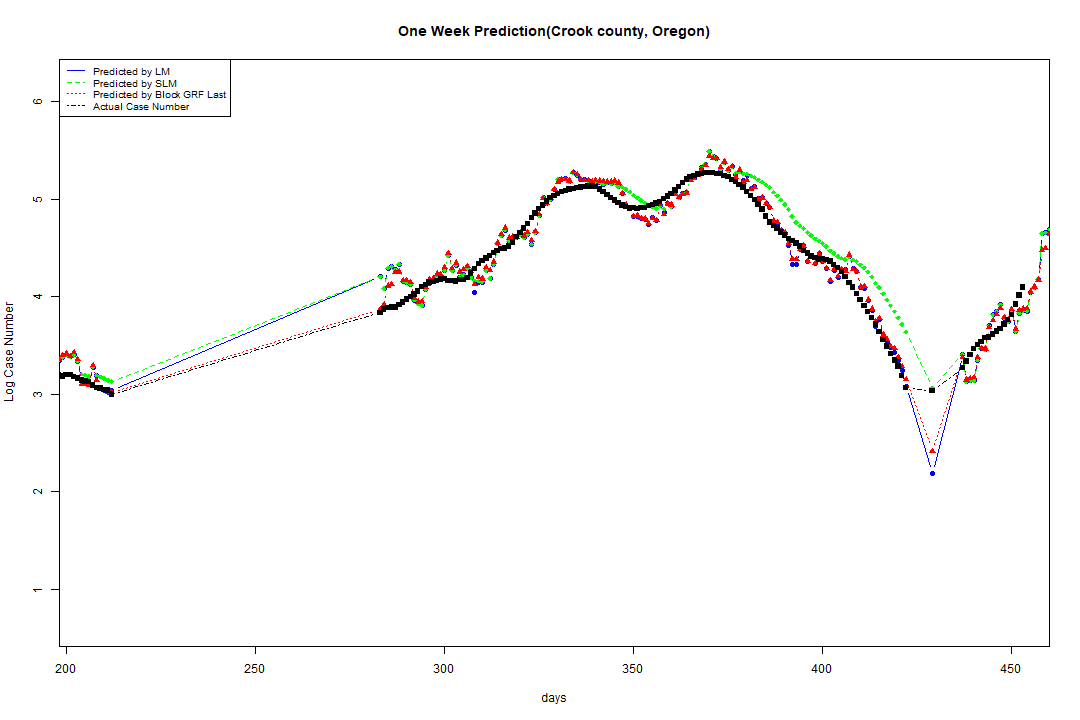 One Week Prediction(Crook county, Oregon)
Predicted by LM
Predicted by SLM
Predicted by Block GRF Last
Actual Case Number
6
5
4
3
2
1
Log Case Number
200 250 300 350 400 450
days